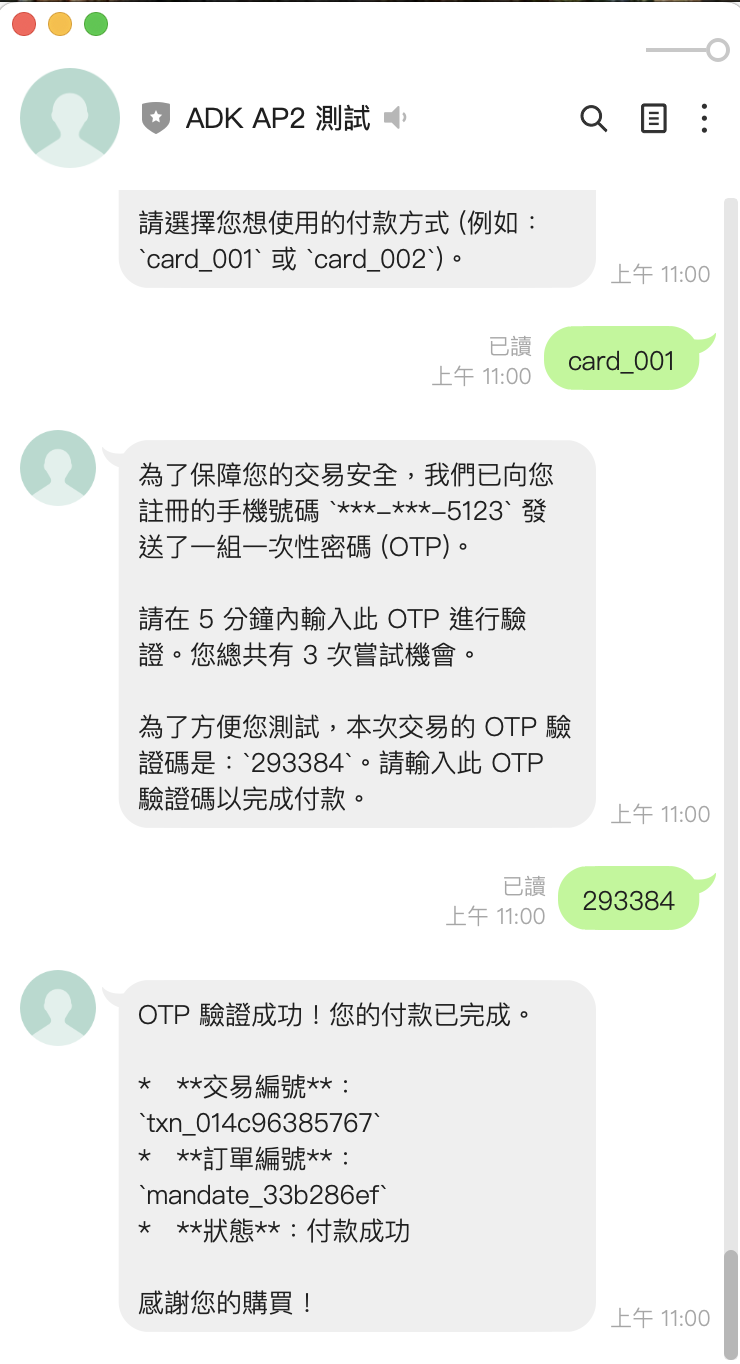 ADK AP2 測試
請選擇您想使用的付款方式 (例如：
`card_001` 或 `card_002`)。
上午 11:00
已讀
上午 11:00
card_001
為了保障您的交易安全，我們已向您
註冊的手機號碼 `***-***-5123` 發
送了一組一次性密碼 (OTP)。
請在 5 分鐘內輸入此 OTP 進行驗
證。您總共有 3 次嘗試機會。
為了方便您測試，本次交易的 OTP 驗
證碼是：`293384`。請輸入此 OTP
驗證碼以完成付款。
上午 11:00
已讀
上午 11:00
293384
OTP 驗證成功！您的付款已完成。
* **交易編號**：
`txn_014c96385767`
* **訂單編號**：
`mandate_33b286ef`
* **狀態**：付款成功
感謝您的購買！
上午 11:00